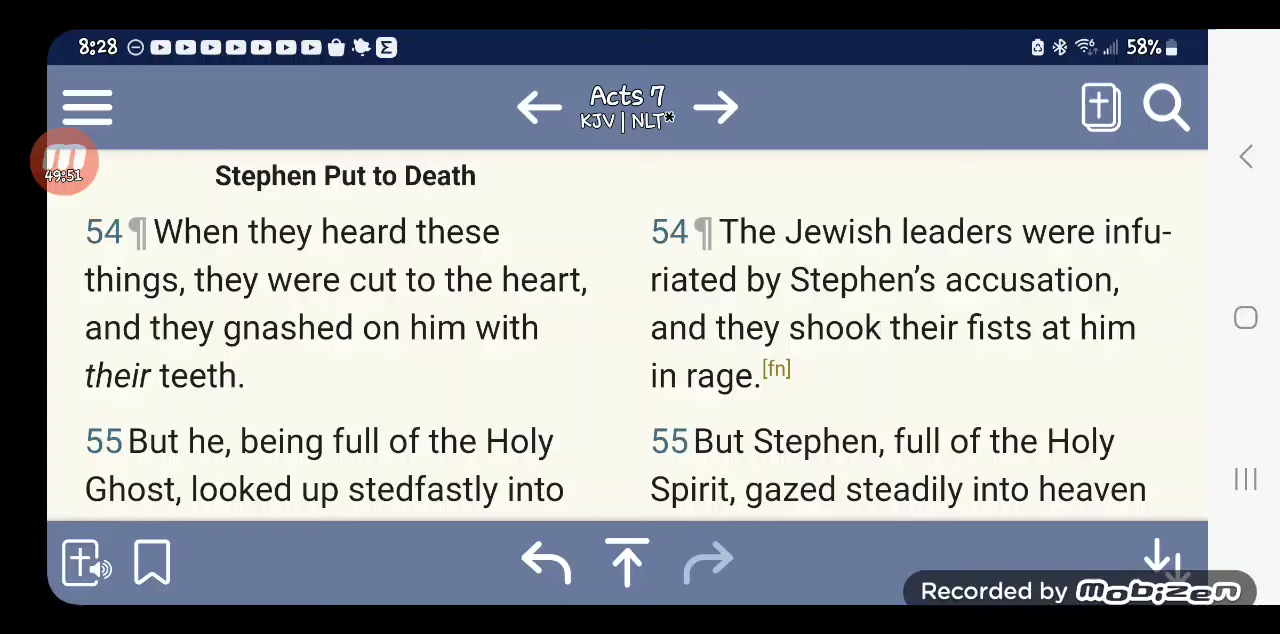 8:28
58%
Acts 7
KJV | NLT*
49:51
Stephen Put to Death
54 ¶ When they heard these
things, they were cut to the heart,
and they gnashed on him with
their teeth.
55 But he, being full of the Holy
Ghost, looked up stedfastly into
54 ¶ The Jewish leaders were infu-
riated by Stephen’s accusation,
and they shook their fists at him
in rage.[fn]
55 But Stephen, full of the Holy
Spirit, gazed steadily into heaven
Recorded by Mobizen